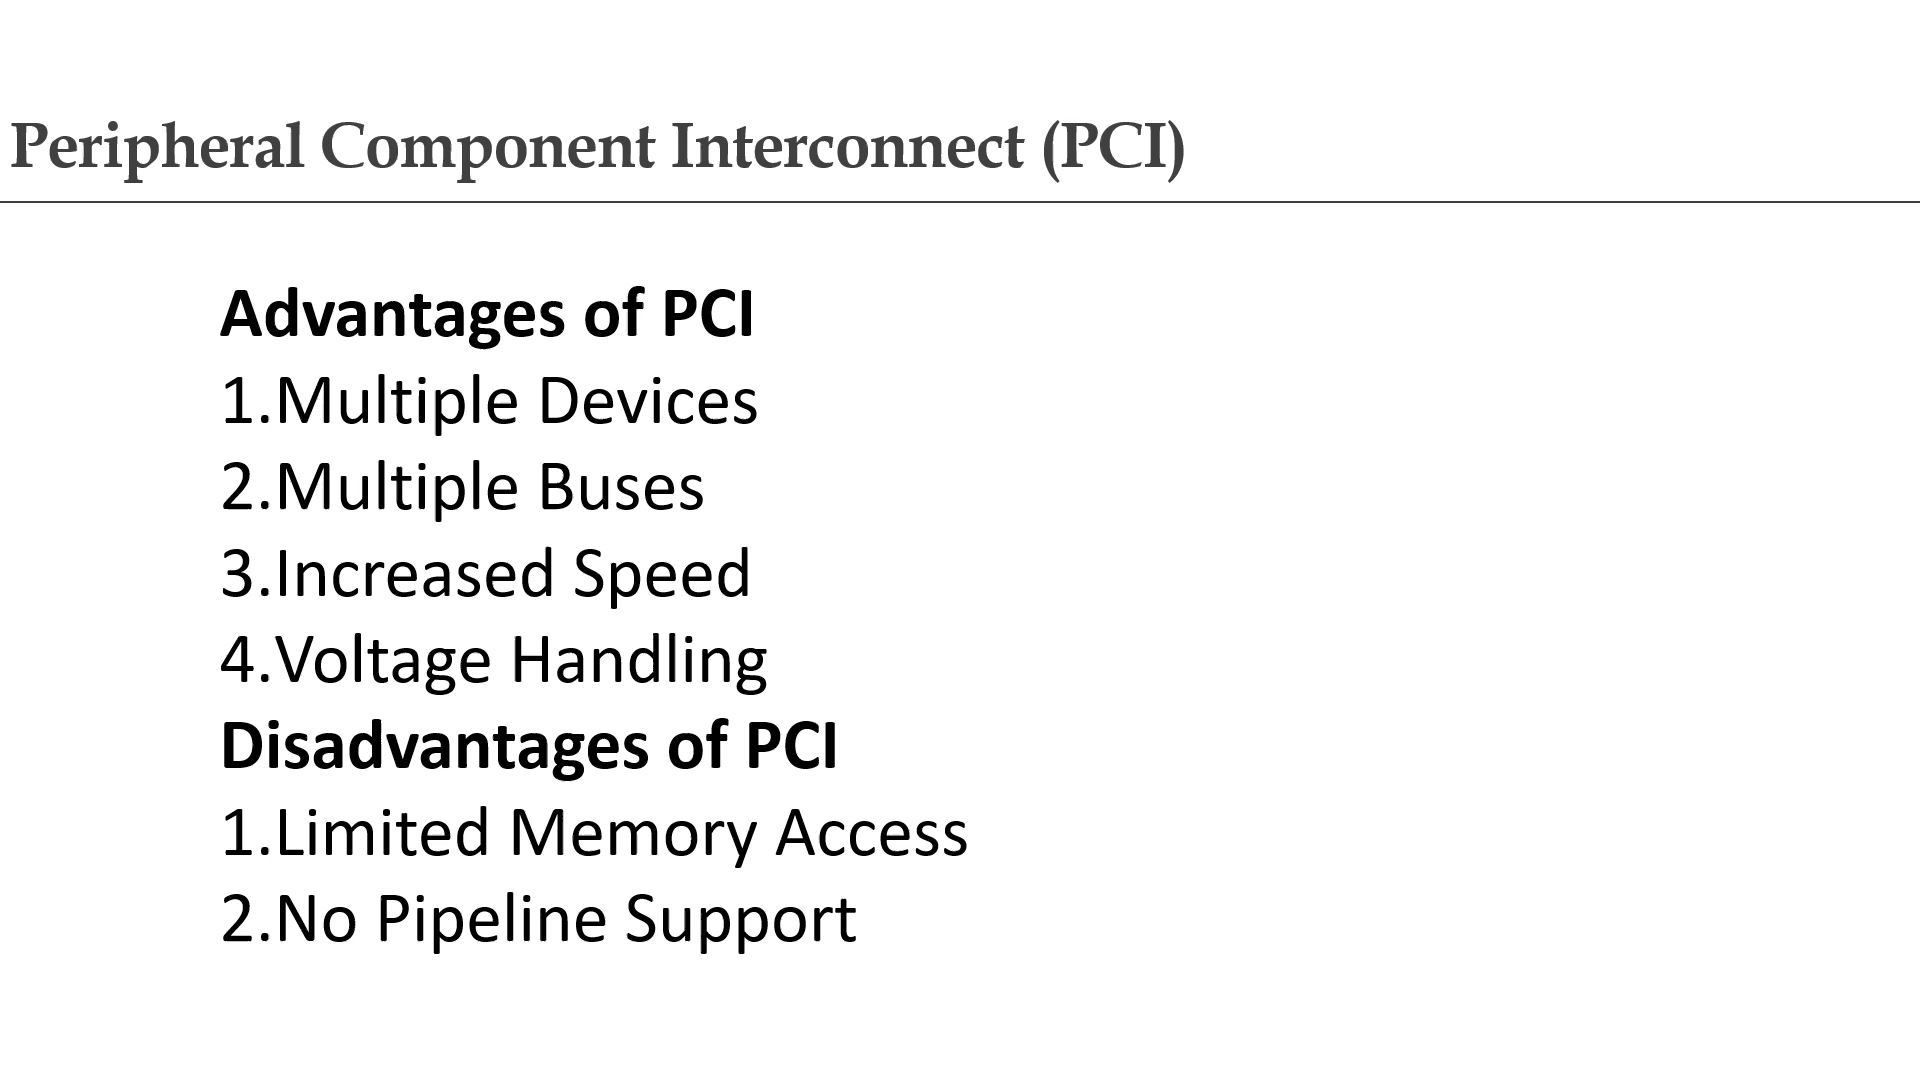 Peripheral Component Interconnect (PCI)
Advantages of PCI
1.Multiple Devices
2.Multiple Buses
3.Increased Speed
4.Voltage Handling
Disadvantages of PCI
1.Limited Memory Access
2.No Pipeline Support